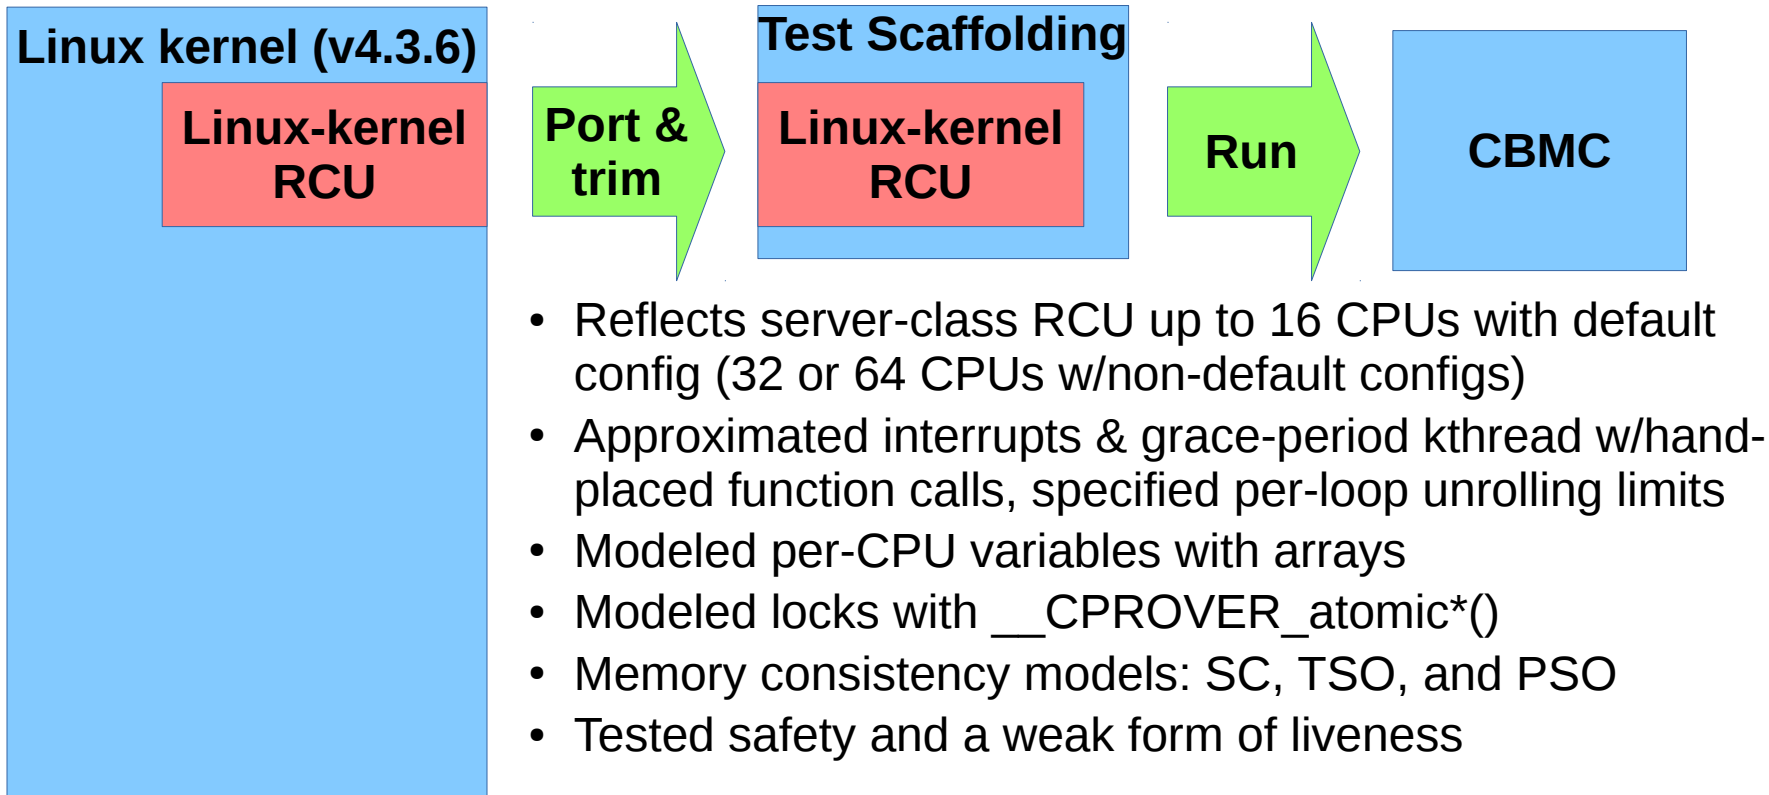 Linux kernel (v4.3.6)
Linux-kernel
RCU
Port &
trim
Test Scaffolding
Linux-kernel
RCU
Run
CBMC
• Reflects server-class RCU up to 16 CPUs with default
config (32 or 64 CPUs w/non-default configs)
• Approximated interrupts & grace-period kthread w/hand-
placed function calls, specified per-loop unrolling limits
• Modeled per-CPU variables with arrays
• Modeled locks with __CPROVER_atomic*()
• Memory consistency models: SC, TSO, and PSO
• Tested safety and a weak form of liveness